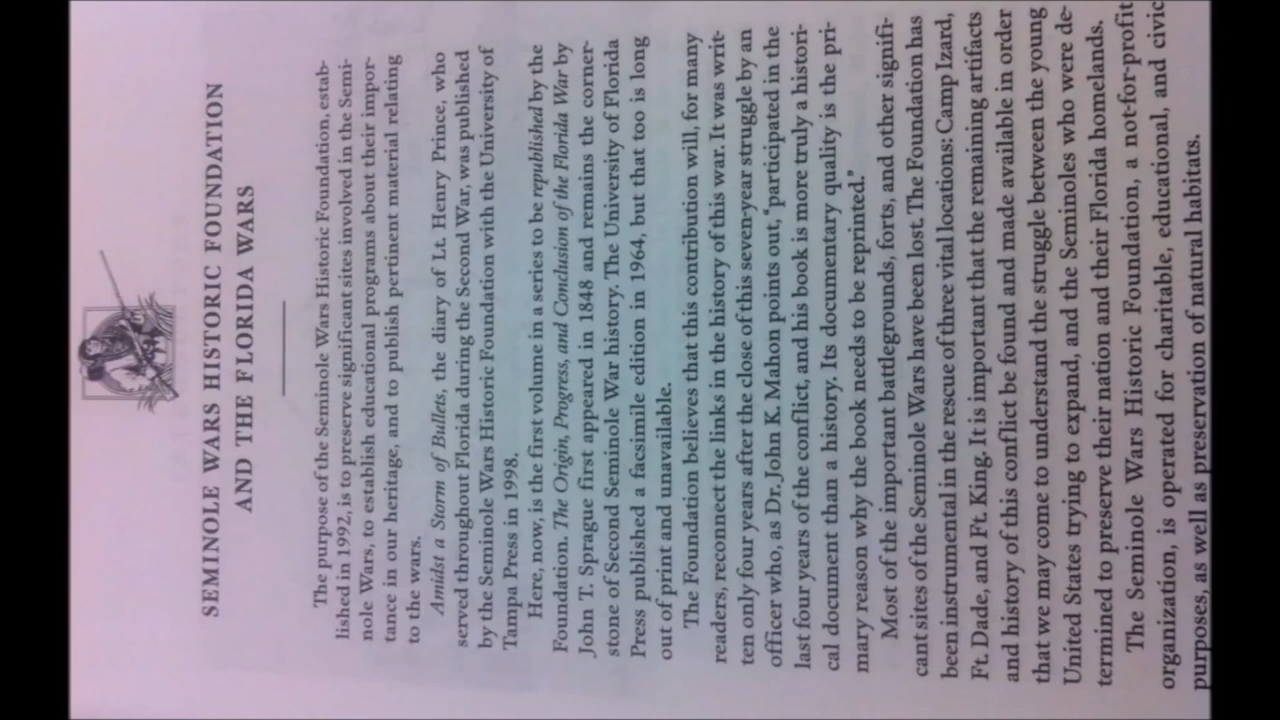 SEMINOLE WARS HISTORIC FOUNDATION
AND THE FLORIDA WARS
The purpose of the Seminole Wars Historic Foundation, estab-
lished in 1992, is to preserve significant sites involved in the Semi-
nole Wars, to establish educational programs about their impor-
tance in our heritage, and to publish pertinent material relating
to the wars.
Amidst a Storm of Bullets, the diary of Lt. Henry Prince, who
served throughout Florida during the Second War, was published
by the Seminole Wars Historic Foundation with the University of
Tampa Press in 1998.
Here, now, is the first volume in a series to be republished by the
Foundation. The Origin, Progress, and Conclusion of the Florida War by
John T. Sprague first appeared in 1848 and remains the corner-
stone of Second Seminole War history. The University of Florida
Press published a facsimile edition in 1964, but that too is long
out of print and unavailable.
The Foundation believes that this contribution will, for many
readers, reconnect the links in the history of this war. It was writ-
ten only four years after the close of this seven-year struggle by an
officer who, as Dr. John K. Mahon points out, "participated in the
last four years of the conflict, and his book is more truly a histori-
cal document than a history. Its documentary quality is the pri-
mary reason why the book needs to be reprinted."
Most of the important battlegrounds, forts, and other signifi-
cant sites of the Seminole Wars have been lost. The Foundation has
been instrumental in the rescue of three vital locations: Camp Izard,
Ft. Dade, and Ft. King. It is important that the remaining artifacts
and history of this conflict be found and made available in order
that we may come to understand the struggle between the young
United States trying to expand, and the Seminoles who were de-
termined to preserve their nation and their Florida homelands.
The Seminole Wars Historic Foundation, a not-for-profit
organization, is operated for charitable, educational, and civic
purposes, as well as preservation of natural habitats.